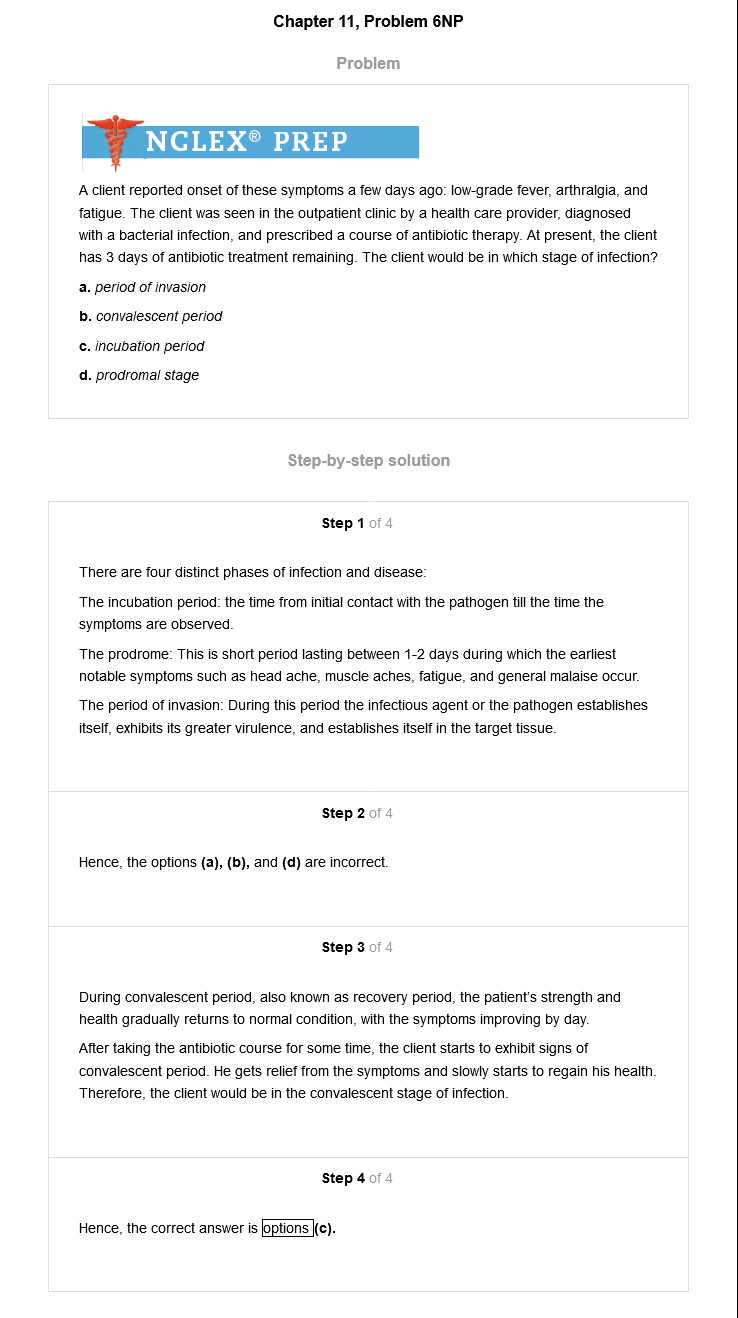 Chapter 11, Problem 6NP
Problem
NCLEX® PREP
A client reported onset of these symptoms a few days ago: low-grade fever, arthralgia, and
fatigue. The client was seen in the outpatient clinic by a health care provider, diagnosed
with a bacterial infection, and prescribed a course of antibiotic therapy. At present, the client
has 3 days of antibiotic treatment remaining. The client would be in which stage of infection?
a. period of invasion
b. convalescent period
c. incubation period
d. prodromal stage
Step-by-step solution
Step 1 of 4
There are four distinct phases of infection and disease:
The incubation period: the time from initial contact with the pathogen till the time the
symptoms are observed.
The prodrome: This is short period lasting between 1-2 days during which the earliest
notable symptoms such as head ache, muscle aches, fatigue, and general malaise occur.
The period of invasion: During this period the infectious agent or the pathogen establishes
itself, exhibits its greater virulence, and establishes itself in the target tissue.
Step 2 of 4
Hence, the options (a), (b), and (d) are incorrect.
Step 3 of 4
During convalescent period, also known as recovery period, the patient's strength and
health gradually returns to normal condition, with the symptoms improving by day.
After taking the antibiotic course for some time, the client starts to exhibit signs of
convalescent period. He gets relief from the symptoms and slowly starts to regain his health.
Therefore, the client would be in the convalescent stage of infection.
Step 4 of 4
Hence, the correct answer is options (c).